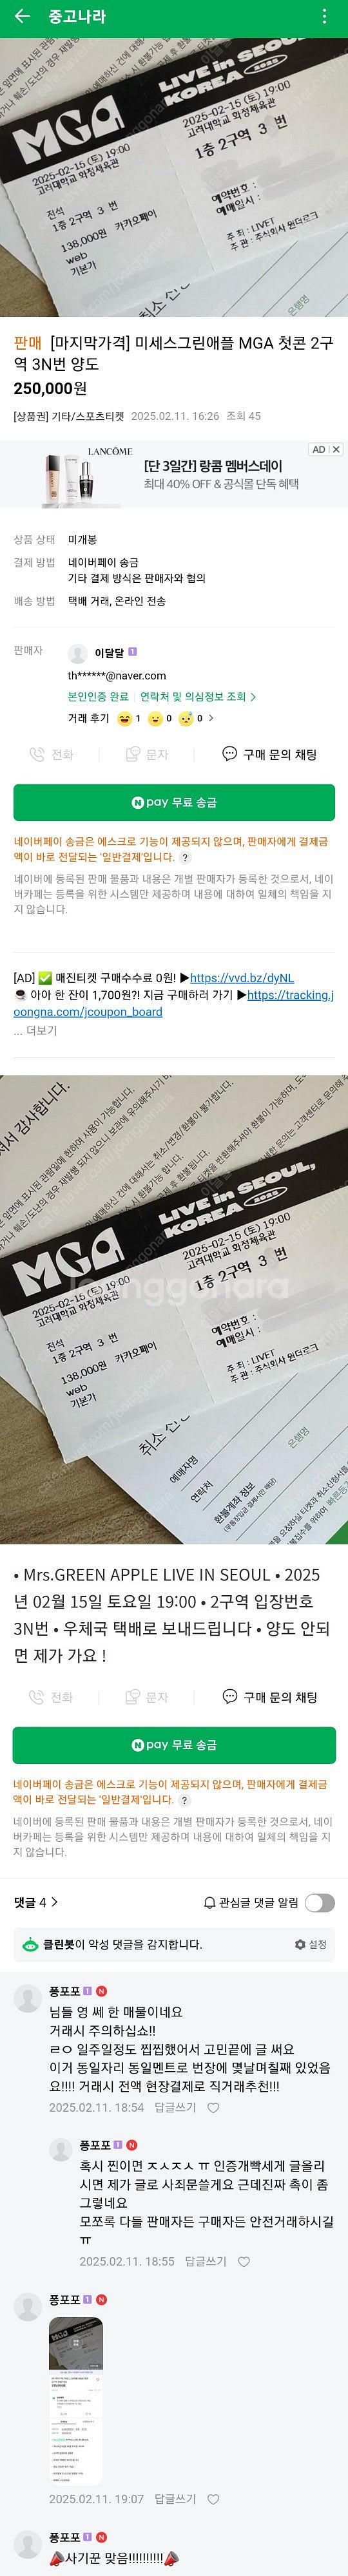 중고나라
MGA
LIVE in SEOUL,
KOREA 2025
2025-02-15 (토) 19:00
고려대학교 화정체육관
전석
1층 2구역 3 번
138,000원 카카오페이
web
기본가
2025-02-15 (토) 19:00
고려대학교 화정체육관
1층 2구역 3 번
예약번호 :
예매일시 :
주 최 : LIVET
주 관 : 주식회사 원더로크
은행명
판매 [마지막가격] 미세스그린애플 MGA 첫콘 2구
역 3N번 양도
250,000원
[상품권] 기타/스포츠티켓 2025.02.11. 16:26 조회 45
LANCÔME
[단 3일간] 랑콤 멤버스데이
최대 40% OFF & 공식몰 단독 혜택
AD
상품 상태 미개봉
결제 방법 네이버페이 송금
기타 결제 방식은 판매자와 협의
배송 방법 택배 거래, 온라인 전송
판매자 이달달 1
th******@naver.com
본인인증 완료 연락처 및 의심정보 조회 >
거래 후기 1 0 0 >
전화 문자 구매 문의 채팅
N pay 무료 송금
네이버페이 송금은 에스크로 기능이 제공되지 않으며, 판매자에게 결제금
액이 바로 전달되는 '일반결제'입니다. ?
네이버에 등록된 판매 물품과 내용은 개별 판매자가 등록한 것으로서, 네이
버카페는 등록을 위한 시스템만 제공하며 내용에 대하여 일체의 책임을 지
지 않습니다.
[AD] ✅ 매진티켓 구매수수료 0원! ▶https://vvd.bz/dyNL
☕ 아아 한 잔이 1,700원?! 지금 구매하러 가기 ▶https://tracking.j
oongna.com/jcoupon_board
... 더보기
감사합니다.
MGA
LIVE in SEOUL,
KOREA 2025
2025-02-15 (토) 19:00
고려대학교 화정체육관
전석
1층 2구역 3 번
138,000원 카카오페이
web
기본가
2025-02-15 (토) 19:00
고려대학교 화정체육관
1층 2구역 3 번
예약번호 :
예매일시 :
주 최 : LIVET
주 관 : 주식회사 원더로크
joonggonara
예매자명
연락처
환불계좌 정보
은행명
• Mrs.GREEN APPLE LIVE IN SEOUL • 2025
년 02월 15일 토요일 19:00 • 2구역 입장번호
3N번 • 우체국 택배로 보내드립니다 • 양도 안되
면 제가 가요 !
전화 문자 구매 문의 채팅
N pay 무료 송금
네이버페이 송금은 에스크로 기능이 제공되지 않으며, 판매자에게 결제금
액이 바로 전달되는 '일반결제'입니다. ?
네이버에 등록된 판매 물품과 내용은 개별 판매자가 등록한 것으로서, 네이
버카페는 등록을 위한 시스템만 제공하며 내용에 대하여 일체의 책임을 지
지 않습니다.
댓글 4 > 관심글 댓글 알림
클린봇이 악성 댓글을 감지합니다. 설정
퐁포포 1 N
님들 영 쎄 한 매물이네요
거래시 주의하십쇼!!
ㄹㅇ 일주일정도 찝찝했어서 고민끝에 글 써요
이거 동일자리 동일멘트로 번장에 몇날며칠째 있었음
요!!!! 거래시 전액 현장결제로 직거래추천!!!
2025.02.11. 18:54 답글쓰기
퐁포포 1 N
혹시 찐이면 ㅈㅅㅈㅅ ㅠ 인증개빡세게 글올리
시면 제가 글로 사죄문쓸게요 근데진짜 촉이 좀
그렇네요
모쪼록 다들 판매자든 구매자든 안전거래하시길
ㅠ
2025.02.11. 18:55 답글쓰기
퐁포포 1 N
2025.02.11. 19:07 답글쓰기
퐁포포 1 N
📣사기꾼 맞음!!!!!!!!!!📣